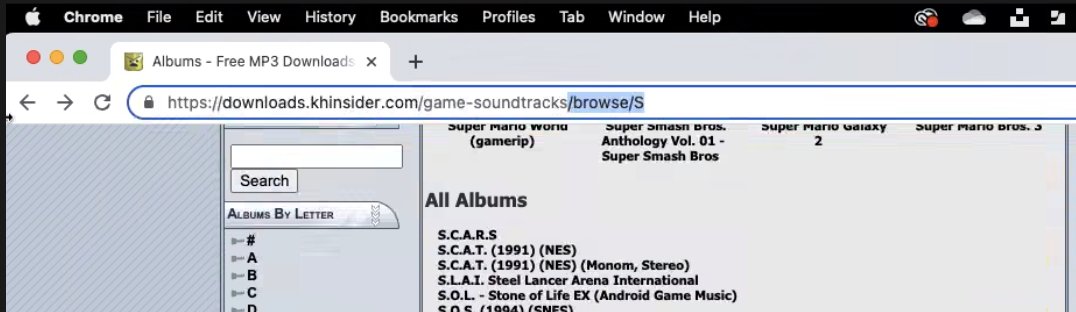 Chrome File Edit View History Bookmarks Profiles Tab Window Help
Albums - Free MP3 Downloads
https://downloads.khinsider.com/game-soundtracks/browse/S
Super Mario World (gamerip)
Super Smash Bros. Anthology Vol. 01 - Super Smash Bros
Super Mario Galaxy 2
Super Mario Bros. 3
Search
Albums By Letter
#
A
B
C
D
All Albums
S.C.A.R.S
S.C.A.T. (1991) (NES)
S.C.A.T. (1991) (NES) (Monom, Stereo)
S.L.A.I. Steel Lancer Arena International
S.O.L. - Stone of Life EX (Android Game Music)
S.O.S. (1994) (SNES)